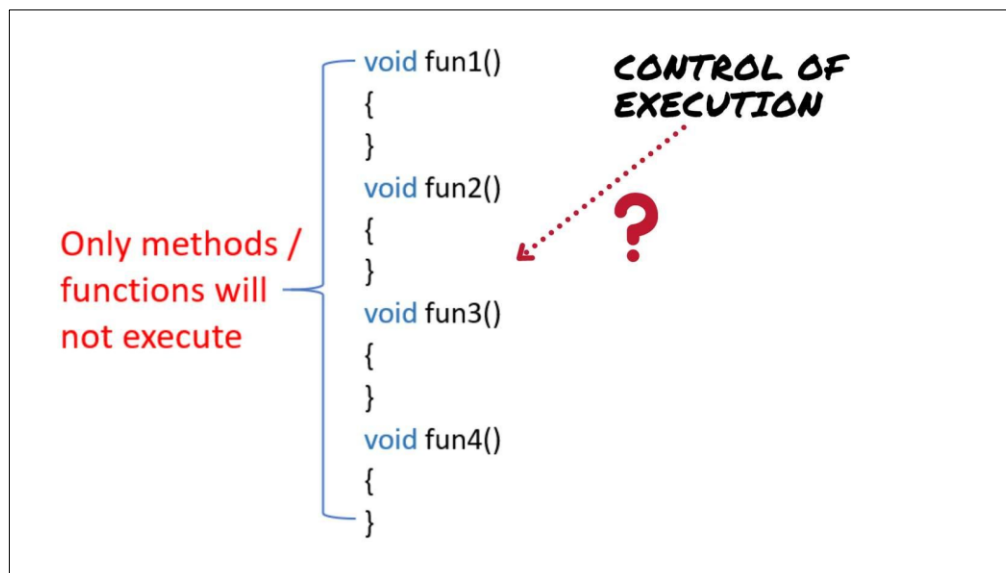 Only methods /
functions will
not execute
void fun1()
{
}
void fun2()
{
}
void fun3()
{
}
void fun4()
{
}
CONTROL OF
EXECUTION
?